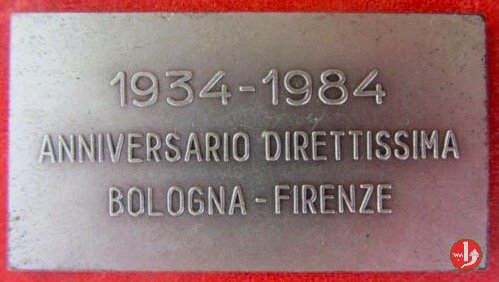 1934-1984
ANNIVERSARIO DIRETTISSIMA
BOLOGNA-FIRENZE